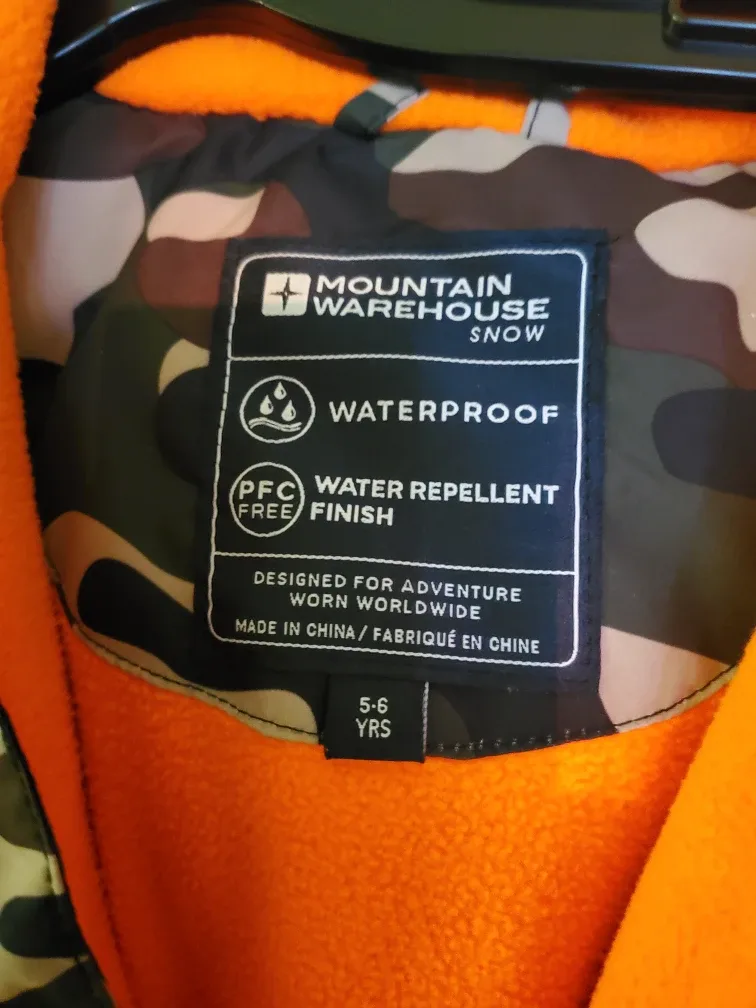 MOUNTAIN
WAREHOUSE
SNOW
WATERPROOF
PFC
FREE
WATER REPELLENT
FINISH
DESIGNED FOR ADVENTURE
WORN WORLDWIDE
MADE IN CHINA / FABRIQUÉ EN CHINE
5-6
YRS